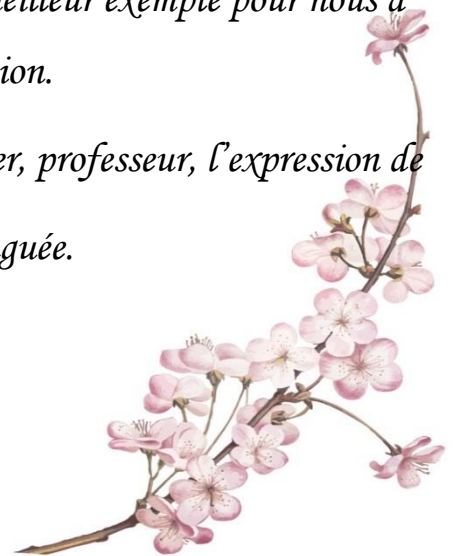 eilleur exemple pour nous à
ion.
er, professeur, l’expression de
guée.